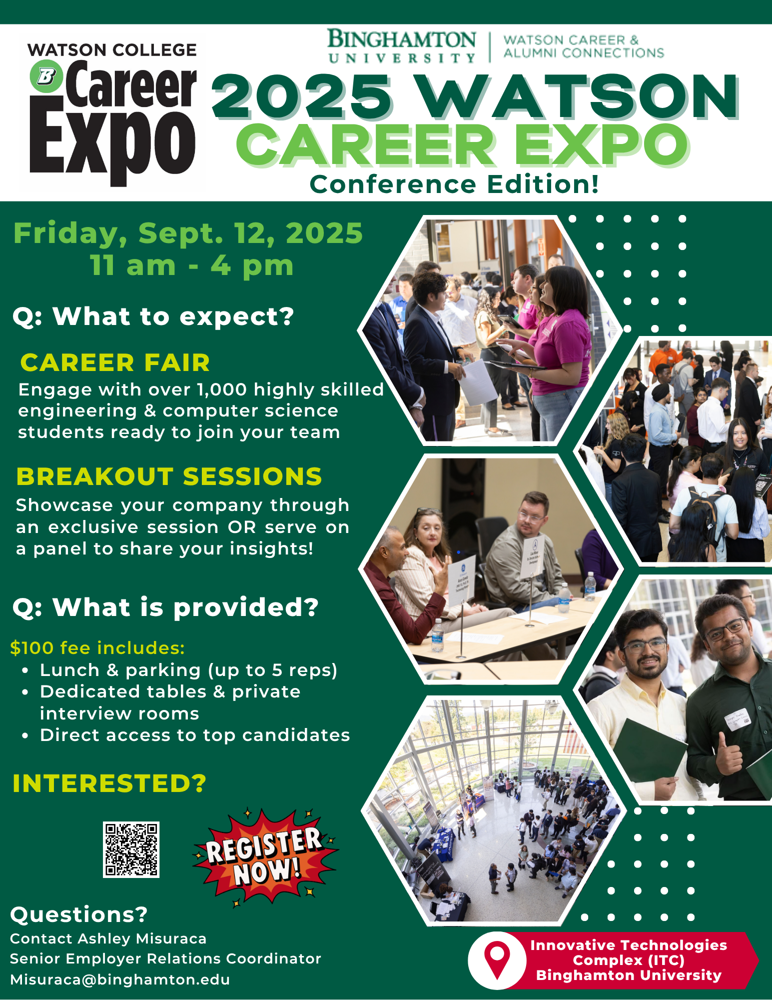 BINGHAMTON
UNIVERSITY
WATSON CAREER &
ALUMNI CONNECTIONS
WATSON COLLEGE
B
Career
Expo
2025 WATSON
CAREER EXPO
Conference Edition!
Friday, Sept. 12, 2025
11 am - 4 pm
Q: What to expect?
CAREER FAIR
Engage with over 1,000 highly skilled
engineering & computer science
students ready to join your team
BREAKOUT SESSIONS
Showcase your company through
an exclusive session OR serve on
a panel to share your insights!
Q: What is provided?
$100 fee includes:
• Lunch & parking (up to 5 reps)
• Dedicated tables & private
interview rooms
• Direct access to top candidates
INTERESTED?
REGISTER
NOW!
Questions?
Contact Ashley Misuraca
Senior Employer Relations Coordinator
Misuraca@binghamton.edu
Innovative Technologies
Complex (ITC)
Binghamton University